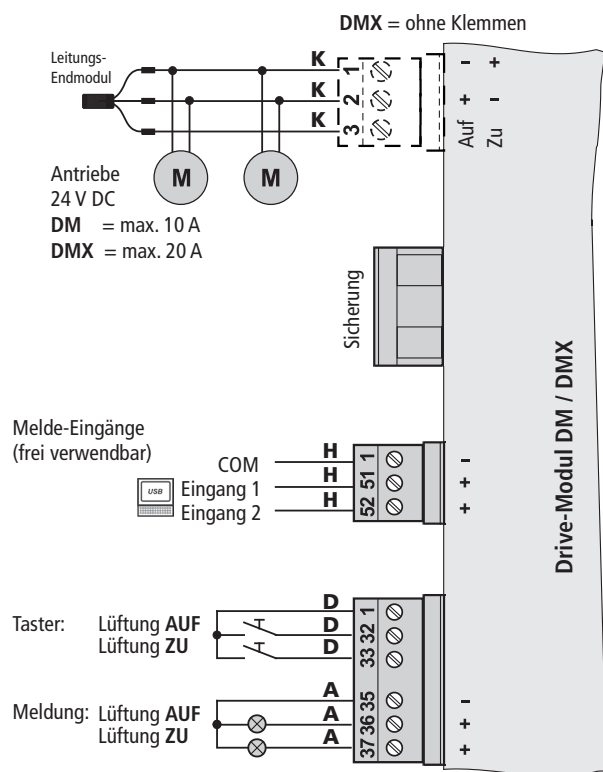 DMX = ohne Klemmen
Leitungs-
Endmodul
K 1 - +
K 2 + -
K 3
Auf Zu
M M
Antriebe
24 V DC
DM = max. 10 A
DMX = max. 20 A
Sicherung
Drive-Modul DM / DMX
Melde-Eingänge
(frei verwendbar)
COM H 1 -
USB Eingang 1 H 51 +
Eingang 2 H 52 +
Taster: Lüftung AUF
Lüftung ZU
D 1
D 32
D 33
Meldung: Lüftung AUF
Lüftung ZU
A 35 -
A 36 +
A 37 +